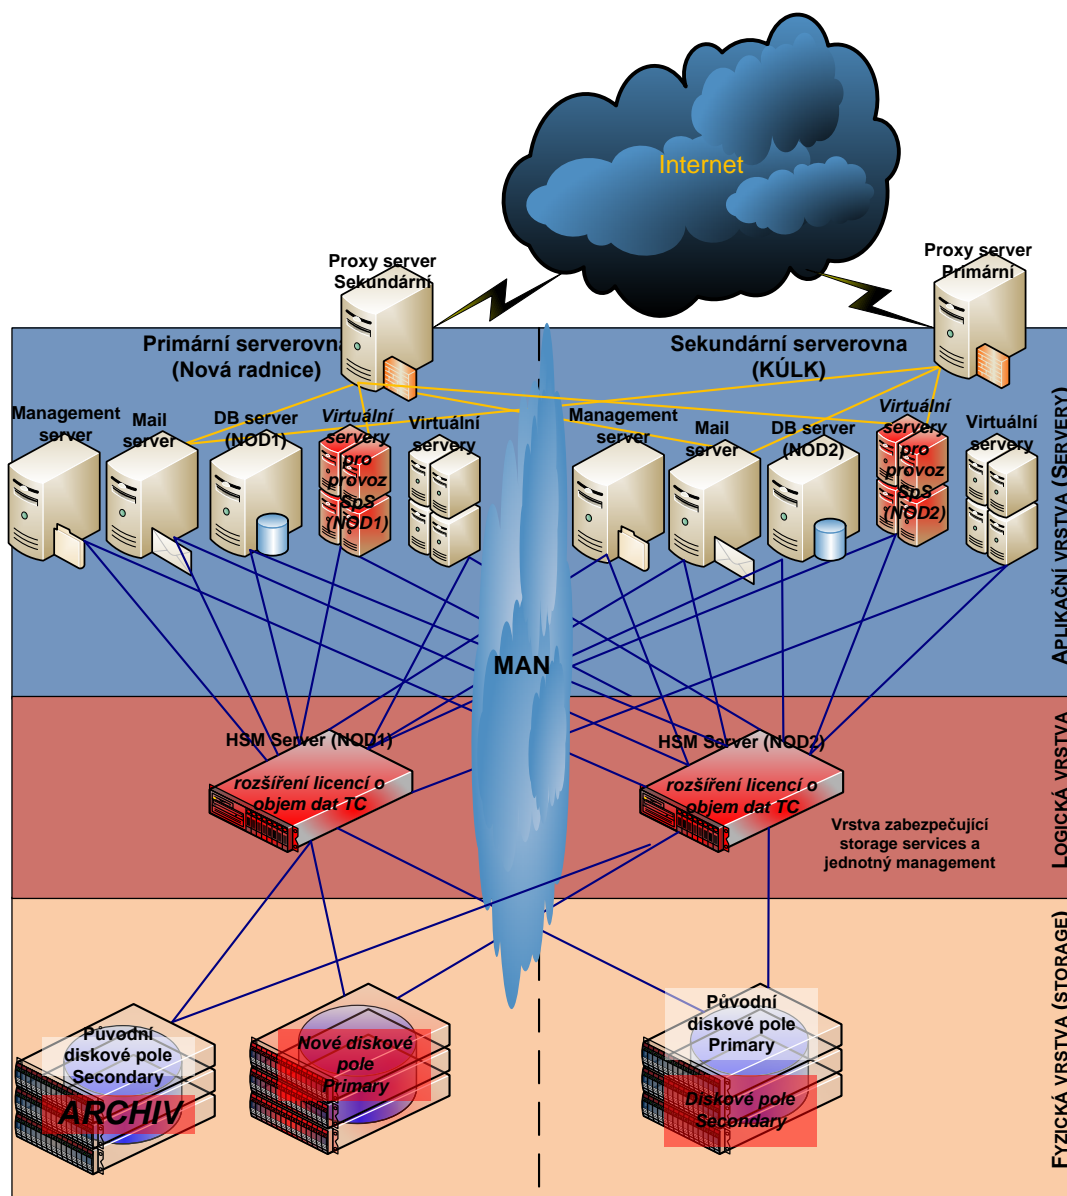 Internet
Proxy server
Sekundární
Proxy server
Primární
Primární serverovna
(Nová radnice)
Sekundární serverovna
(KÚLK)
Management
server
Mail
server
DB server
(NOD1)
Virtuální
servery
pro
provoz
SpS
(NOD1)
Virtuální
servery
Management
server
Mail
server
DB server
(NOD2)
Virtuální
servery
pro
provoz
SpS
(NOD2)
Virtuální
servery
APLIKAČNÍ VRSTVA (SERVERY)
MAN
HSM Server (NOD1)
rozšíření licencí o
objem dat TC
HSM Server (NOD2)
rozšíření licencí o
objem dat TC
Vrstva zabezpečující
storage services a
jednotný management
LOGICKÁ VRSTVA
Původní
diskové pole
Secondary
ARCHIV
Nové diskové
pole
Primary
Původní
diskové pole
Primary
Diskové pole
Secondary
FYZICKÁ VRSTVA (STORAGE)